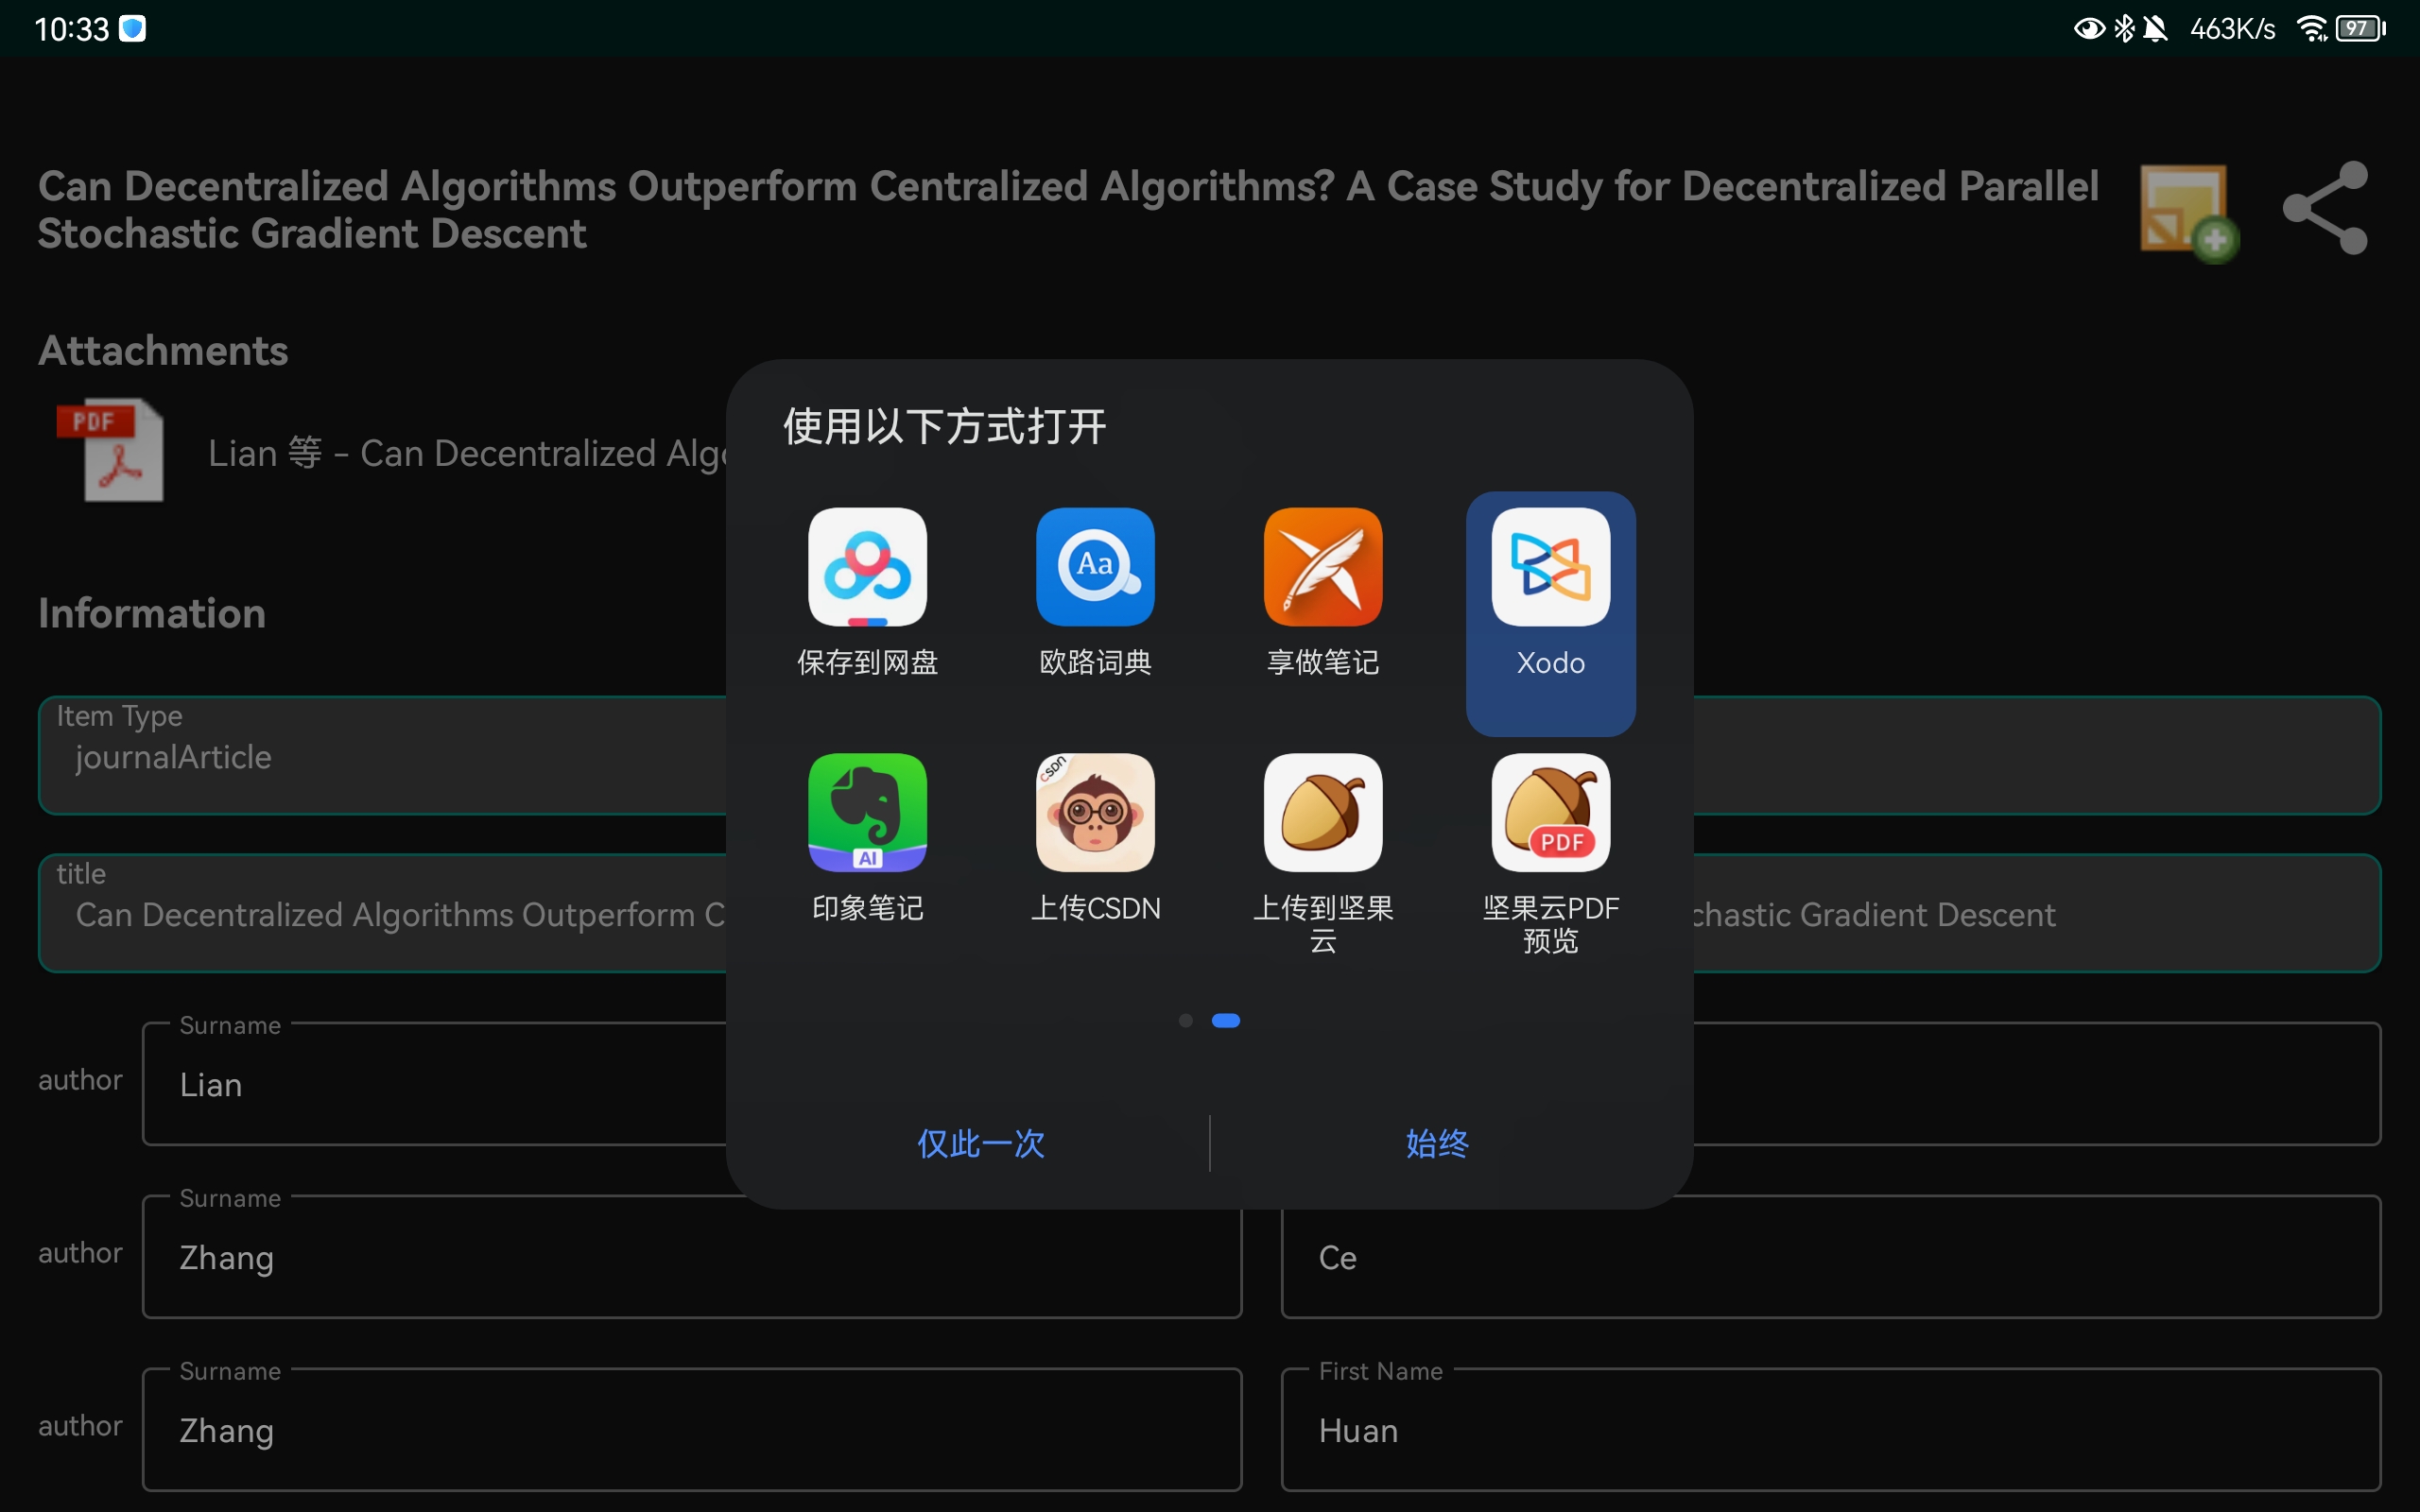 10:33
463K/s
97
Can Decentralized Algorithms Outperform Centralized Algorithms? A Case Study for Decentralized Parallel
Stochastic Gradient Descent
Attachments
PDF
Lian 等 - Can Decentralized Algo
Information
Item Type
journalArticle
title
Can Decentralized Algorithms Outperform C
chastic Gradient Descent
使用以下方式打开
Aa
保存到网盘
欧路词典
享做笔记
Xodo
AI
CSDN
PDF
印象笔记
上传CSDN
上传到坚果
云
坚果云PDF
预览
仅此一次
始终
author
Surname
Lian
author
Surname
Zhang
Ce
author
Surname
Zhang
First Name
Huan